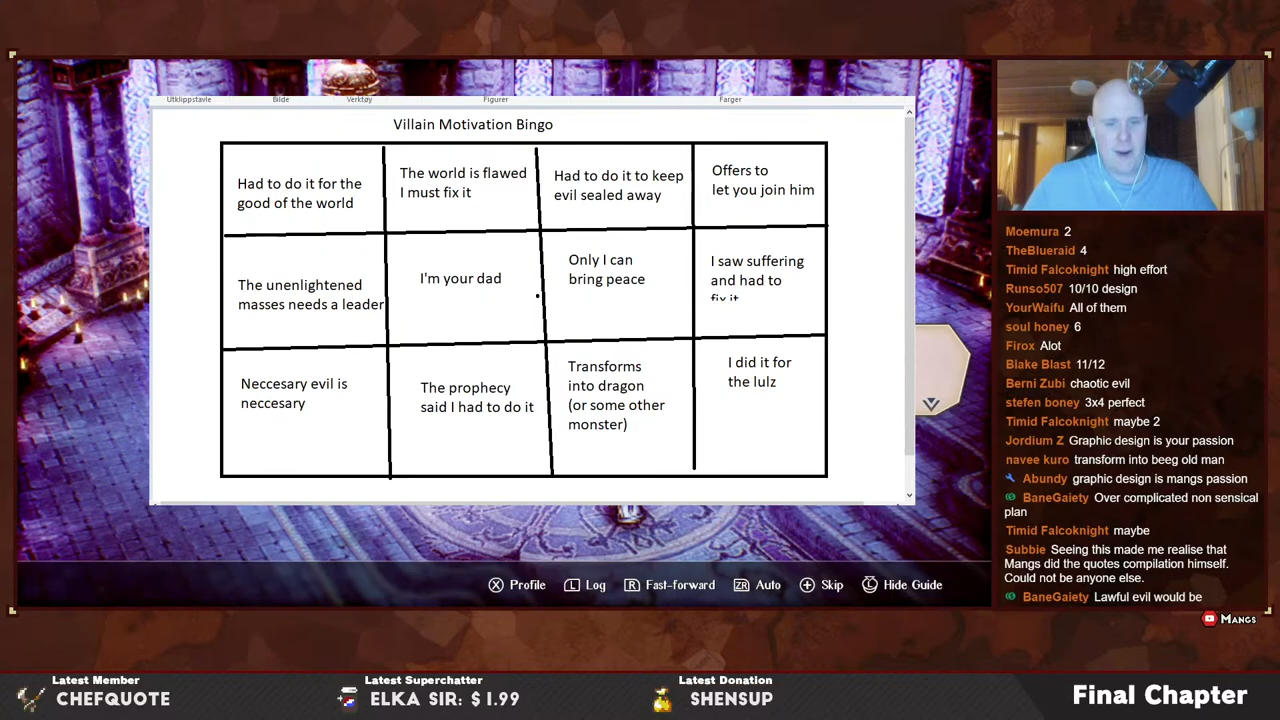 Utklippstavle Bilde Verktøy Figurer Farger
Villain Motivation Bingo
Had to do it for the
good of the world
The world is flawed
I must fix it
Had to do it to keep
evil sealed away
Offers to
let you join him
The unenlightened
masses needs a leader
I'm your dad
Only I can
bring peace
I saw suffering
and had to
fix it
Neccesary evil is
neccesary
The prophecy
said I had to do it
Transforms
into dragon
(or some other
monster)
I did it for
the lulz
X Profile L Log R Fast-forward ZR Auto + Skip L Hide Guide
Moemura 2
TheBlueraid 4
Timid Falcoknight high effort
Runso507 10/10 design
YourWaifu All of them
soul honey 6
Firox Alot
Blake Blast 11/12
Berni Zubi chaotic evil
stefen boney 3x4 perfect
Timid Falcoknight maybe 2
Jordium Z Graphic design is your passion
navee kuro transform into beeg old man
Abundy graphic design is mangs passion
BaneGaiety Over complicated non sensical
plan
Timid Falcoknight maybe
Subbie Seeing this made me realise that
Mangs did the quotes compilation himself.
Could not be anyone else.
BaneGaiety Lawful evil would be
Mangs
Latest Member
CHEFQUOTE
Latest Superchatter
ELKA SIR: $1.99
Latest Donation
SHENSUP
Final Chapter